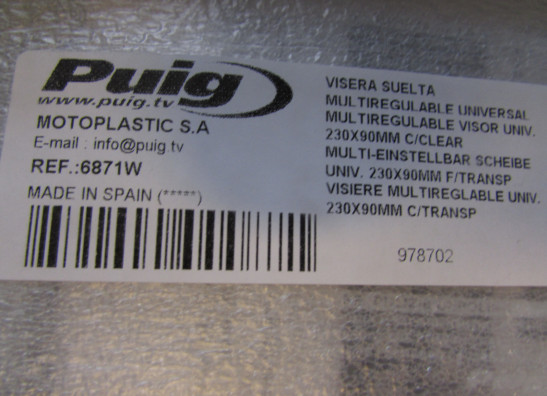 Puig
www.puig.tv
MOTOPLASTIC S.A
E-mail : info@puig.tv
REF.:6871W
MADE IN SPAIN (*****)
VISERA SUELTA
MULTIREGULABLE UNIVERSAL
MULTIREGULABLE VISOR UNIV.
230X90MM C/CLEAR
MULTI-EINSTELLBAR SCHEIBE
UNIV. 230X90MM F/TRANSP
VISIERE MULTIREGLABLE UNIV.
230X90MM C/TRANSP
978702